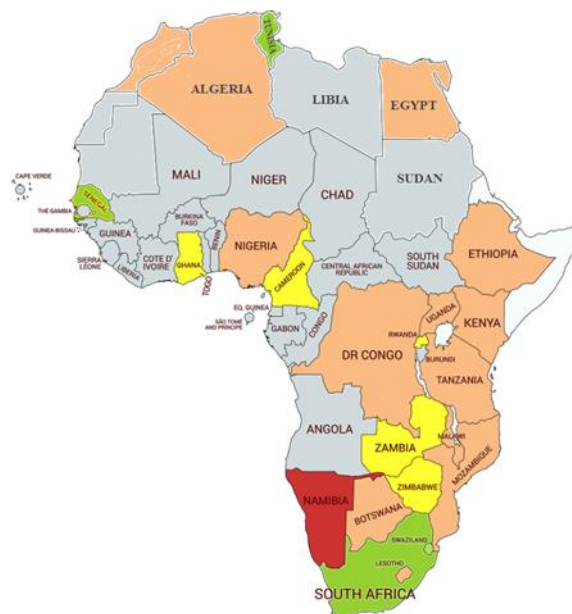 TUNISIA
ALGERIA
LIBIA
EGYPT
CAPE VERDE
SENEGAL
THE GAMBIA
GUINEA-BISSAU
GUINEA
SIERRA
LEONE
LIBERIA
MALI
BURKINA
FASO
COTE D'
IVOIRE
GHANA
TOGO
BENIN
NIGER
NIGERIA
CHAD
SUDAN
CAMEROON
CENTRAL AFRICAN
REPUBLIC
SOUTH
SUDAN
ETHIOPIA
EQ. GUINEA
SÃO TOMÉ
AND PRÍNCIPE
GABON
CONGO
DR CONGO
UGANDA
KENYA
RWANDA
BURUNDI
TANZANIA
ANGOLA
ZAMBIA
MALAWI
MOZAMBIQUE
ZIMBABWE
NAMIBIA
BOTSWANA
SWAZILAND
LESOTHO
SOUTH AFRICA